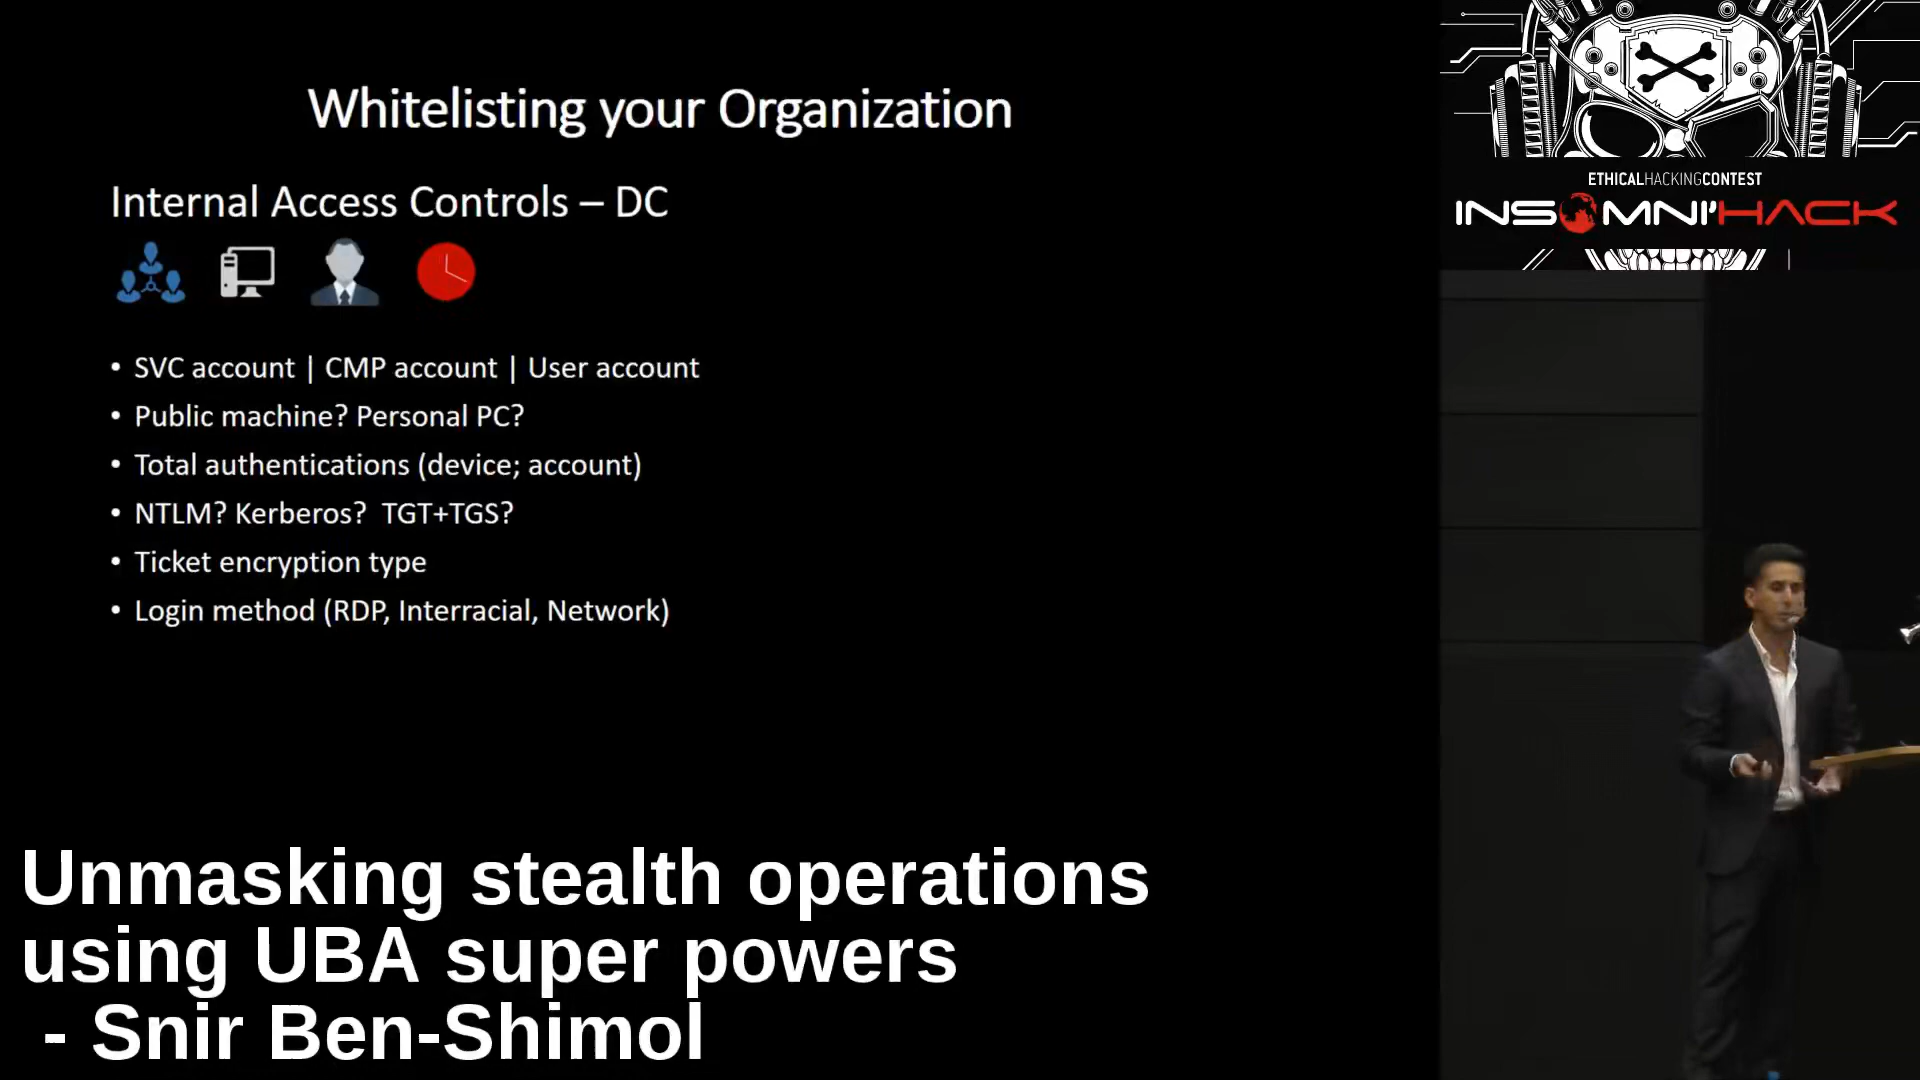 Whitelisting your Organization
Internal Access Controls – DC
• SVC account | CMP account | User account
• Public machine? Personal PC?
• Total authentications (device; account)
• NTLM? Kerberos?  TGT+TGS?
• Ticket encryption type
• Login method (RDP, Interracial, Network)
ETHICALHACKINGCONTEST
INSOMNI'HACK
Unmasking stealth operations
using UBA super powers
- Snir Ben-Shimol